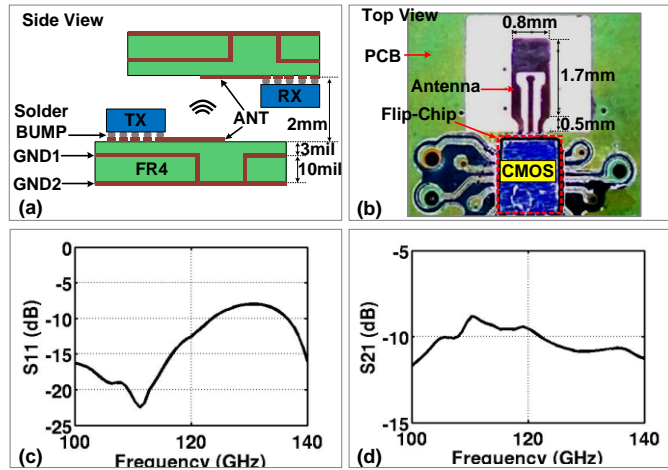 Side View
TX
RX
Solder
BUMP
ANT
2mm
GND1
GND2
FR4
3mil
10mil
(a)
Top View
0.8mm
PCB
Antenna
1.7mm
Flip-Chip
0.5mm
CMOS
(b)
S11 (dB)
0
-5
-10
-15
-20
-25
100
120
140
Frequency (GHz)
(c)
S21 (dB)
-5
-10
-15
100
120
140
Frequency (GHz)
(d)